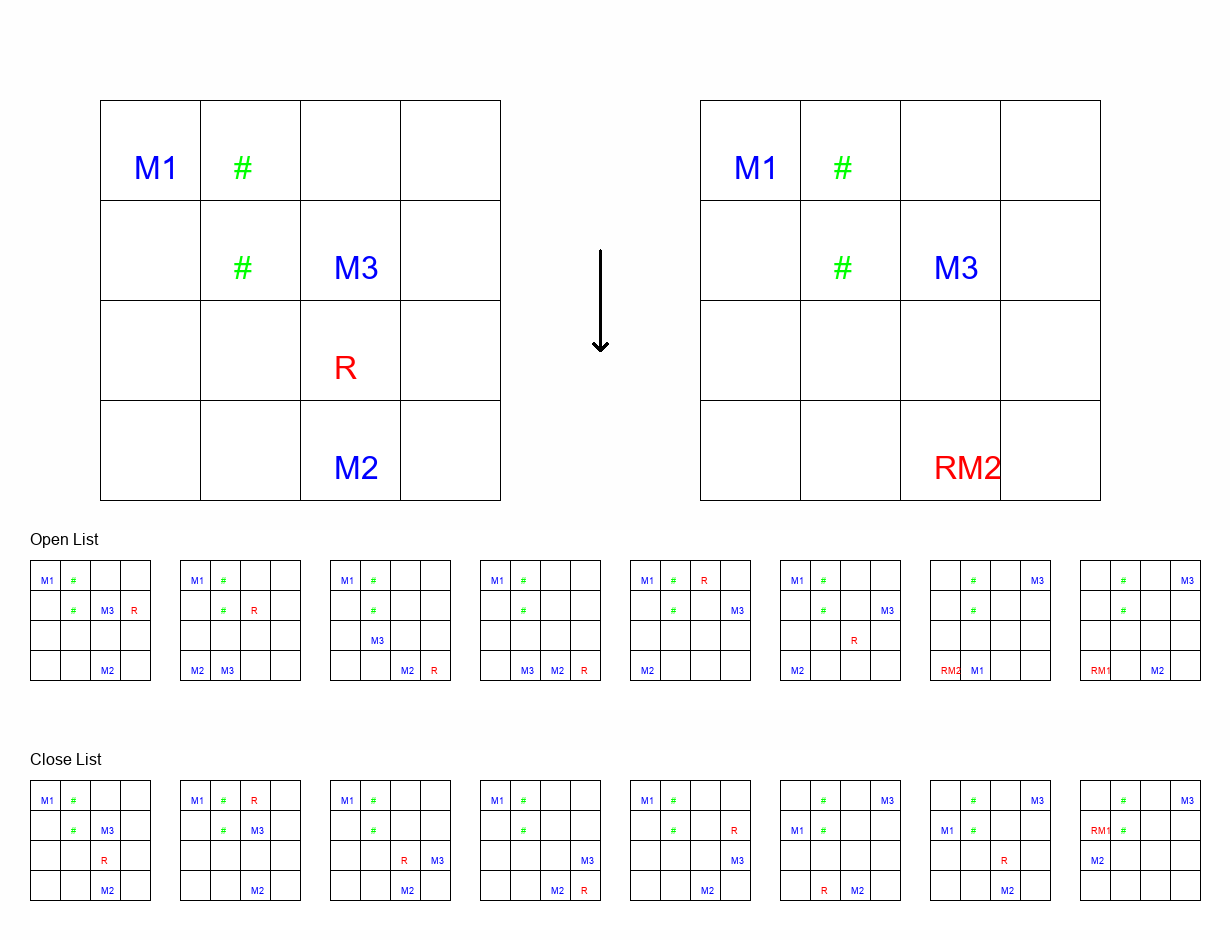 M1 # M1 #
# M3 # M3
R
M2 RM2
Open List
M1 # M1 # M1 # M1 # M1 # R M1 # # M3 # M3
# M3 R # R # # # M3 # M3 # #
M3 R
M2 M2 M3 M2 R M3 M2 R M2 M2 RM2 M1 RM1 M2
Close List
M1 # M1 # R M1 # M1 # M1 # # M3 # M3 # M3
# M3 # M3 # # # R M1 # M1 # RM1 #
R R M3 M3 M3 R M2
M2 M2 M2 M2 R M2 R M2 M2